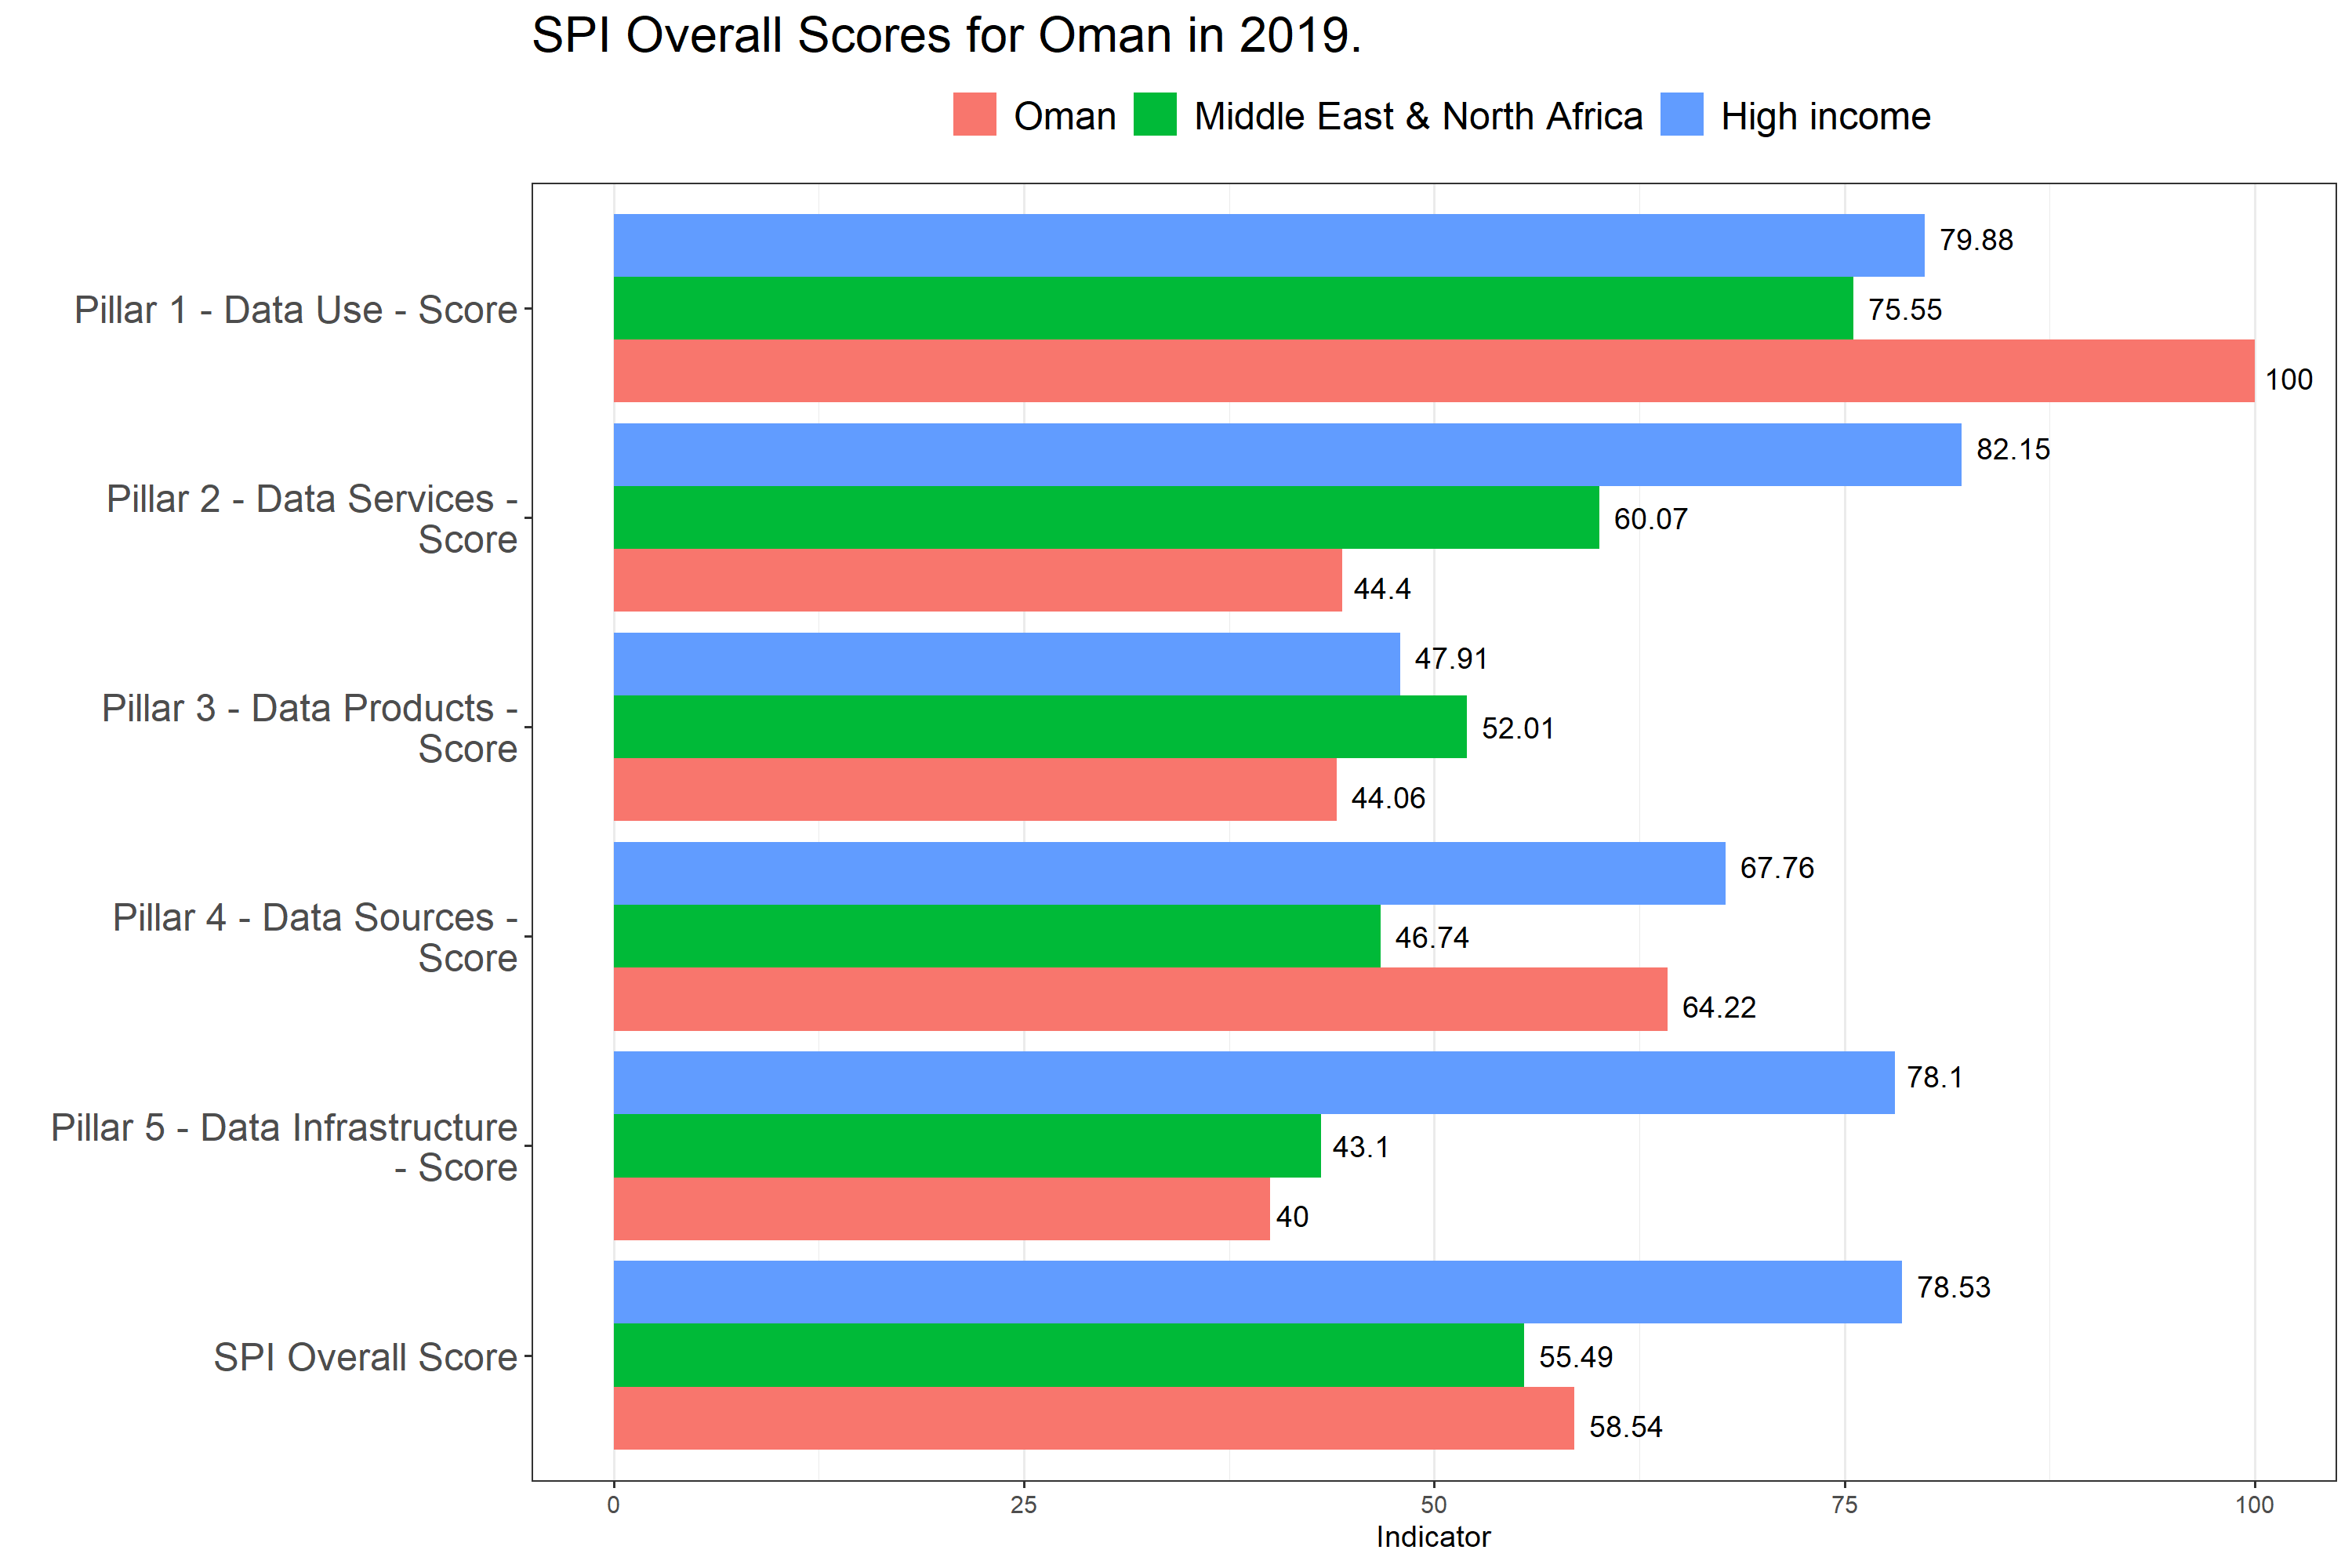 SPI Overall Scores for Oman in 2019.
Oman Middle East & North Africa High income
Pillar 1 - Data Use - Score
79.88
75.55
100
Pillar 2 - Data Services -
Score
82.15
60.07
44.4
Pillar 3 - Data Products -
Score
47.91
52.01
44.06
Pillar 4 - Data Sources -
Score
67.76
46.74
64.22
Pillar 5 - Data Infrastructure
- Score
78.1
43.1
40
SPI Overall Score
78.53
55.49
58.54
0 25 50 75 100
Indicator